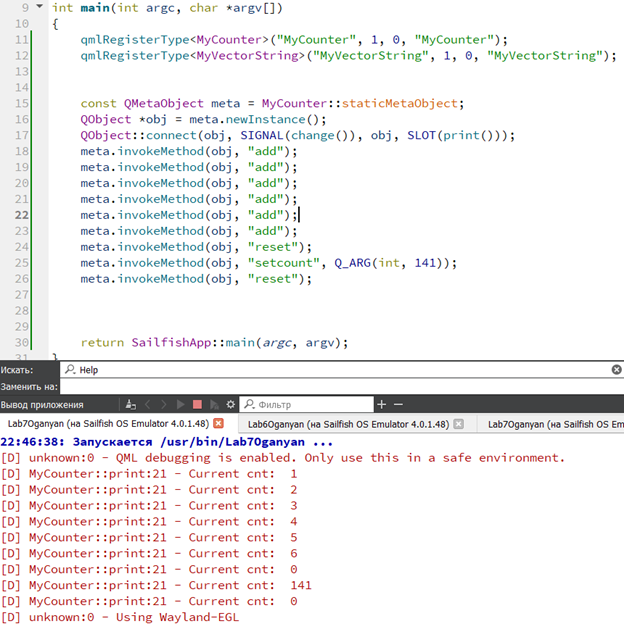 9 int main(int argc, char *argv[])
10 {
11 qmlRegisterType<MyCounter>("MyCounter", 1, 0, "MyCounter");
12 qmlRegisterType<MyVectorString>("MyVectorString", 1, 0, "MyVectorString");
13
14
15 const QMetaObject meta = MyCounter::staticMetaObject;
16 QObject *obj = meta.newInstance();
17 QObject::connect(obj, SIGNAL(change()), obj, SLOT(print()));
18 meta.invokeMethod(obj, "add");
19 meta.invokeMethod(obj, "add");
20 meta.invokeMethod(obj, "add");
21 meta.invokeMethod(obj, "add");
22 meta.invokeMethod(obj, "add");
23 meta.invokeMethod(obj, "add");
24 meta.invokeMethod(obj, "reset");
25 meta.invokeMethod(obj, "setcount", Q_ARG(int, 141));
26 meta.invokeMethod(obj, "reset");
27
28
29
30 return SailfishApp::main(argc, argv);
31 }
Искать: Help
Заменить на:
Вывод приложения Фильтр
Lab7Oganyan (на Sailfish OS Emulator 4.0.1.48) Lab6Oganyan (на Sailfish OS Emulator 4.0.1.48) Lab7Oganyan (на Sailfish OS Em
22:46:38: Запускается /usr/bin/Lab7Oganyan ...
[D] unknown:0 - QML debugging is enabled. Only use this in a safe environment.
[D] MyCounter::print:21 - Current cnt: 1
[D] MyCounter::print:21 - Current cnt: 2
[D] MyCounter::print:21 - Current cnt: 3
[D] MyCounter::print:21 - Current cnt: 4
[D] MyCounter::print:21 - Current cnt: 5
[D] MyCounter::print:21 - Current cnt: 6
[D] MyCounter::print:21 - Current cnt: 0
[D] MyCounter::print:21 - Current cnt: 141
[D] MyCounter::print:21 - Current cnt: 0
[D] unknown:0 - Using Wayland-EGL